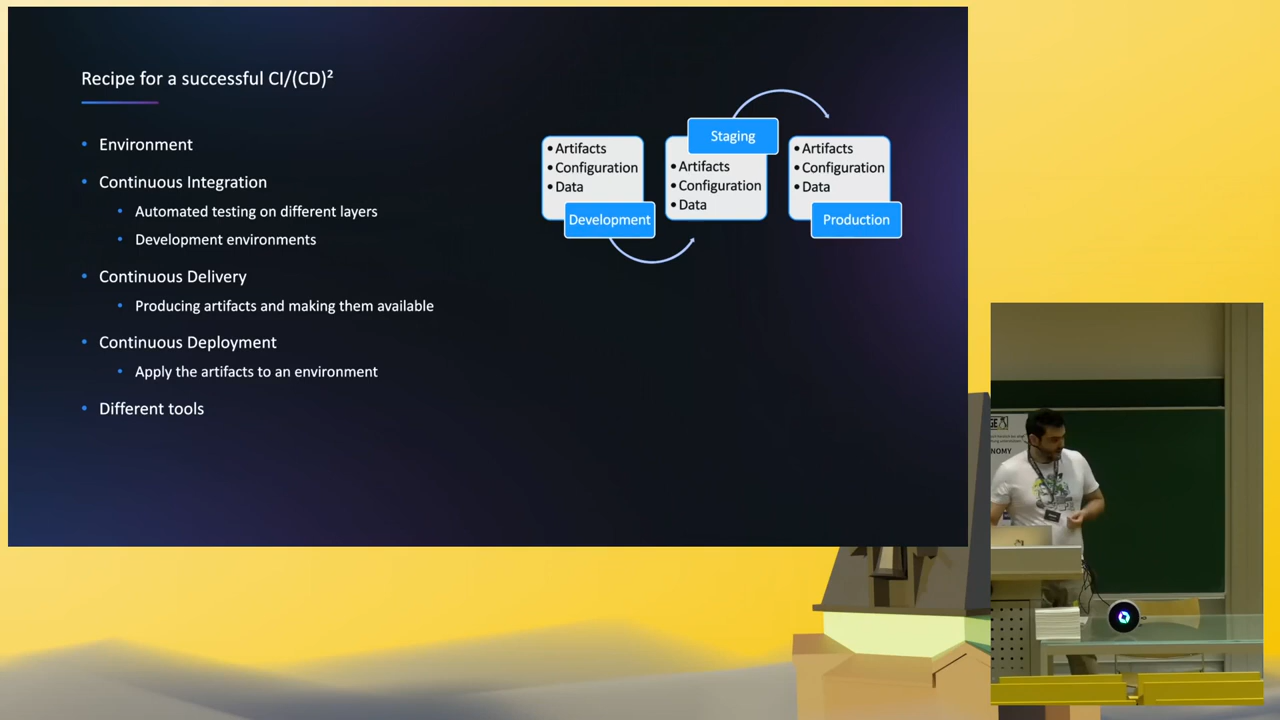 Recipe for a successful CI/(CD)²
• Environment
• Continuous Integration
• Automated testing on different layers
• Development environments
• Continuous Delivery
• Producing artifacts and making them available
• Continuous Deployment
• Apply the artifacts to an environment
• Different tools
• Artifacts
• Configuration
• Data
Development
Staging
• Artifacts
• Configuration
• Data
• Artifacts
• Configuration
• Data
Production
NOMY